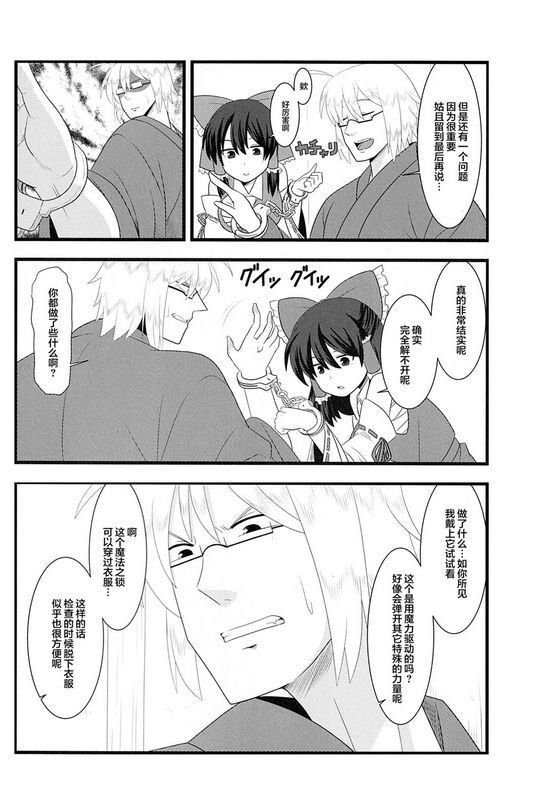 但是还有一个问题
因为很重要
姑且留到最后再说…
欸
好厉害啊
カチャリ
グイッ
グイッ
真的非常结实呢
确实
完全解不开呢
你都做了些什么啊？
做了什么…如你所见
我戴上它试试看
这个是用魔力驱动的吗？
好像会弹开其它特殊的力量呢
啊
这个魔法之锁
可以穿过衣服…
这样的话
检查的时候脱下衣服
似乎也很方便呢